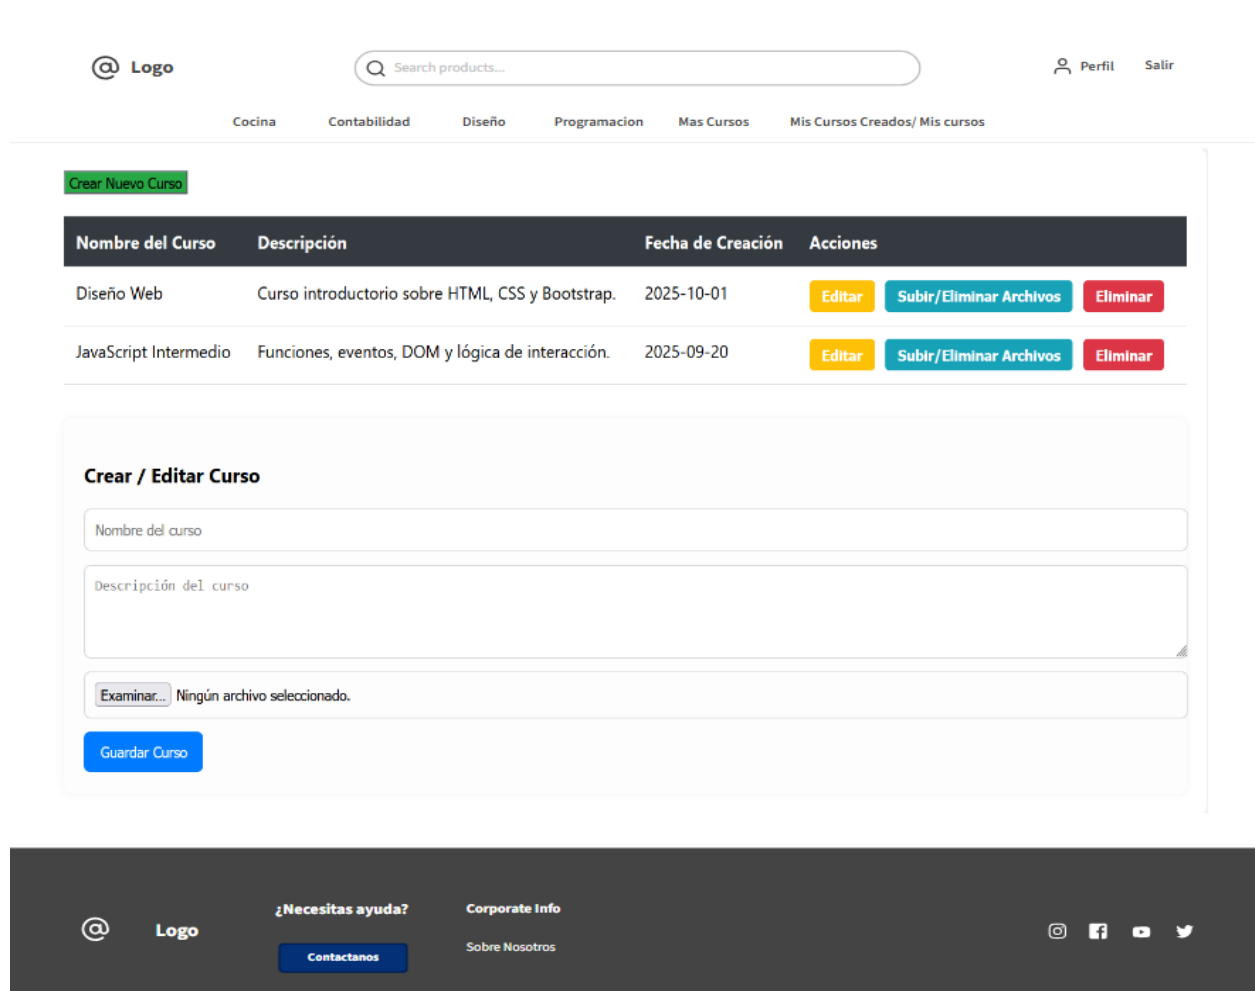 @ Logo
Search products...
Perfil
Salir
Cocina
Contabilidad
Diseño
Programacion
Mas Cursos
Mis Cursos Creados/ Mis cursos
Crear Nuevo Curso
Nombre del Curso
Descripción
Fecha de Creación
Acciones
Diseño Web
Curso introductorio sobre HTML, CSS y Bootstrap.
2025-10-01
Editar
Subir/Eliminar Archivos
Eliminar
JavaScript Intermedio
Funciones, eventos, DOM y lógica de interacción.
2025-09-20
Editar
Subir/Eliminar Archivos
Eliminar
Crear / Editar Curso
Nombre del curso
Descripción del curso
Examinar... Ningún archivo seleccionado.
Guardar Curso
@ Logo
¿Necesitas ayuda?
Contactanos
Corporate Info
Sobre Nosotros